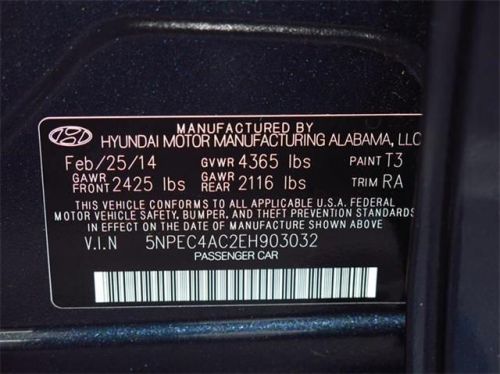 MANUFACTURED BY
HYUNDAI MOTOR MANUFACTURING ALABAMA, LLC
Feb/25/14 GVWR 4365 lbs PAINT T3
GAWR FRONT 2425 lbs GAWR REAR 2116 lbs TRIM RA
THIS VEHICLE CONFORMS TO ALL APPLICABLE U.S.A. FEDERAL
MOTOR VEHICLE SAFETY, BUMPER, AND THEFT PREVENTION STANDARDS
IN EFFECT ON THE DATE OF MANUFACTURE SHOWN ABOVE.
V.I.N 5NPEC4AC2EH903032
PASSENGER CAR